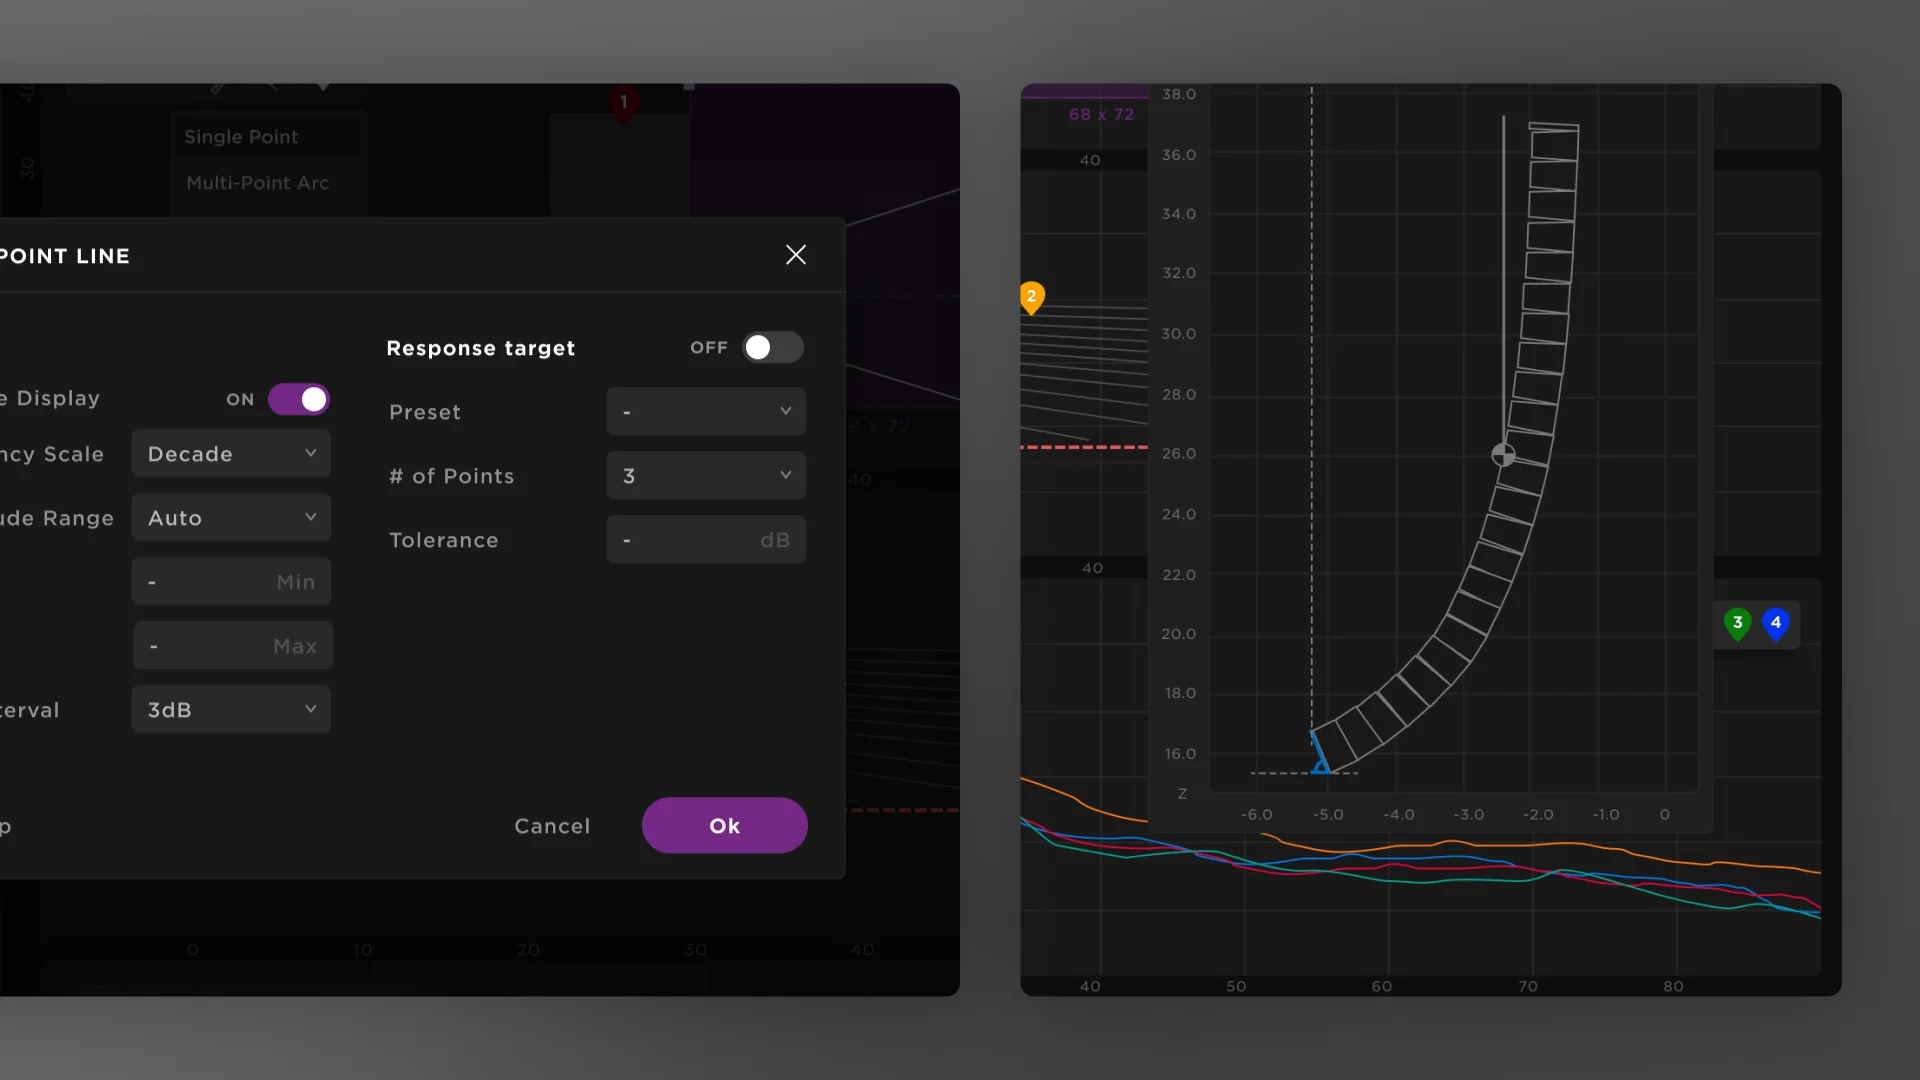 40
1
Single Point
30
Multi-Point Arc
POINT LINE
Response target OFF
e Display ON
Preset -
ncy Scale Decade
# of Points 3
ude Range Auto
Tolerance - dB
- Min
- Max
terval 3dB
p
Cancel
Ok
8 x 72
40
0 10 20 30 40
68 x 72
40
2
40
38.0
36.0
34.0
32.0
30.0
28.0
26.0
24.0
22.0
20.0
18.0
16.0
Z
-6.0 -5.0 -4.0 -3.0 -2.0 -1.0 0
3 4
40 50 60 70 80